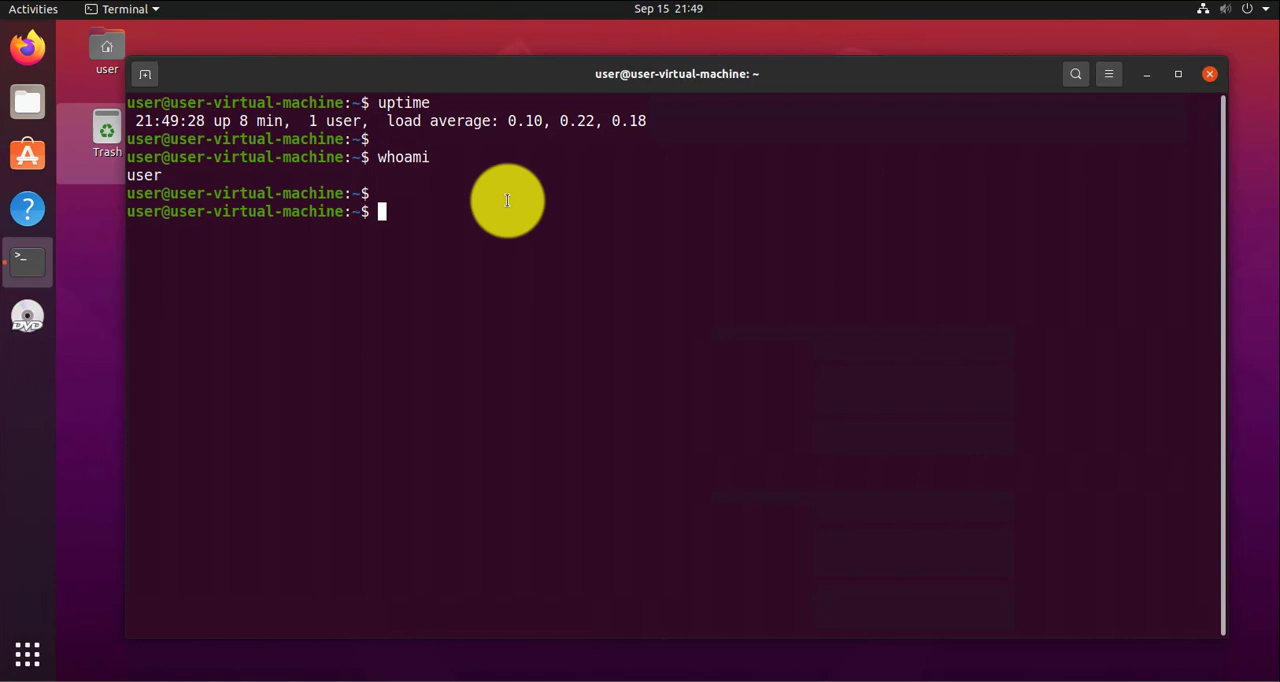 Activities
Terminal
Sep 15 21:49
user
Trash
user@user-virtual-machine: ~
user@user-virtual-machine:~$ uptime
 21:49:28 up 8 min,  1 user,  load average: 0.10, 0.22, 0.18
user@user-virtual-machine:~$
user@user-virtual-machine:~$ whoami
user
user@user-virtual-machine:~$
user@user-virtual-machine:~$
>_
DVD